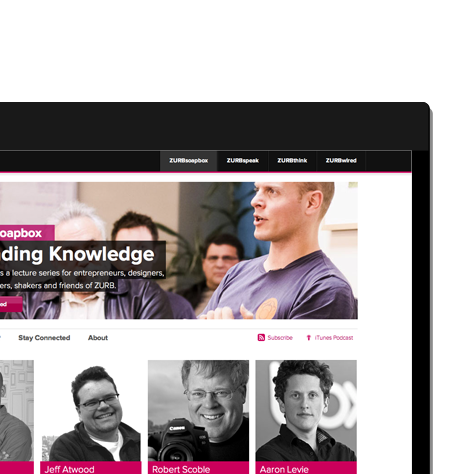 ZURBsoapbox ZURBspeak ZURBthink ZURBwired
oapbox
ding Knowledge
s a lecture series for entrepreneurs, designers,
ers, shakers and friends of ZURB.
ed
Stay Connected About Subscribe iTunes Podcast
Jeff Atwood Robert Scoble Aaron Levie